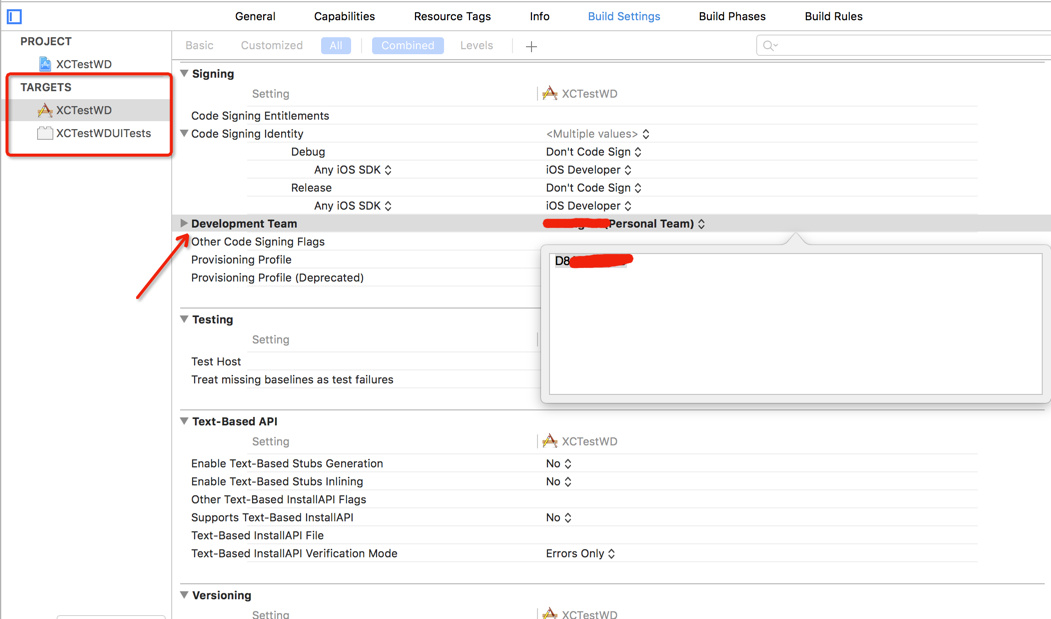 General Capabilities Resource Tags Info Build Settings Build Phases Build Rules
PROJECT
XCTestWD
TARGETS
XCTestWD
XCTestWDUITests
Basic Customized All Combined Levels +
Signing
Setting XCTestWD
Code Signing Entitlements
Code Signing Identity <Multiple values>
Debug Don't Code Sign
Any iOS SDK iOS Developer
Release Don't Code Sign
Any iOS SDK iOS Developer
Development Team (Personal Team)
Other Code Signing Flags
Provisioning Profile
Provisioning Profile (Deprecated)
D8
Testing
Setting
Test Host
Treat missing baselines as test failures
Text-Based API
Setting XCTestWD
Enable Text-Based Stubs Generation No
Enable Text-Based Stubs Inlining No
Other Text-Based InstallAPI Flags
Supports Text-Based InstallAPI No
Text-Based InstallAPI File
Text-Based InstallAPI Verification Mode Errors Only
Versioning
Setting XCTestWD